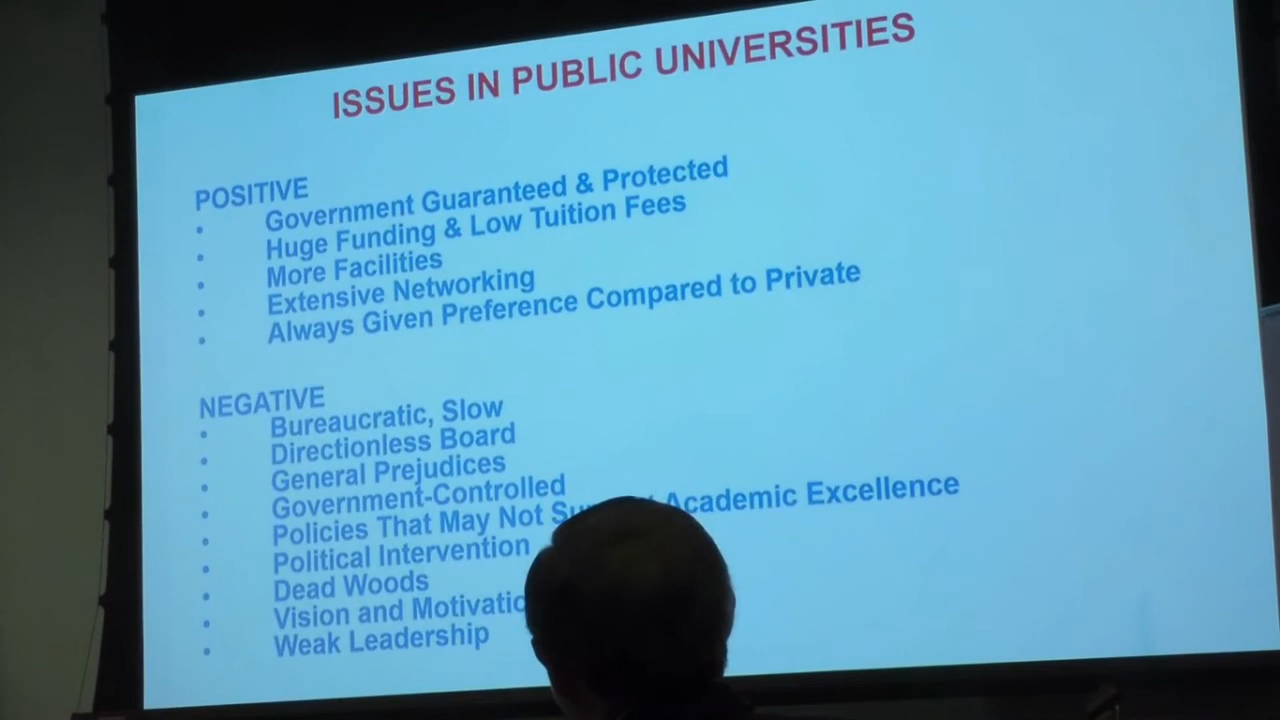 ISSUES IN PUBLIC UNIVERSITIES
POSITIVE
• Government Guaranteed & Protected
• Huge Funding & Low Tuition Fees
• More Facilities
• Extensive Networking
• Always Given Preference Compared to Private
NEGATIVE
• Bureaucratic, Slow
• Directionless Board
• General Prejudices
• Government-Controlled
• Policies That May Not Academic Excellence
• Political Intervention
• Dead Woods
• Vision and
• Weak Leadership